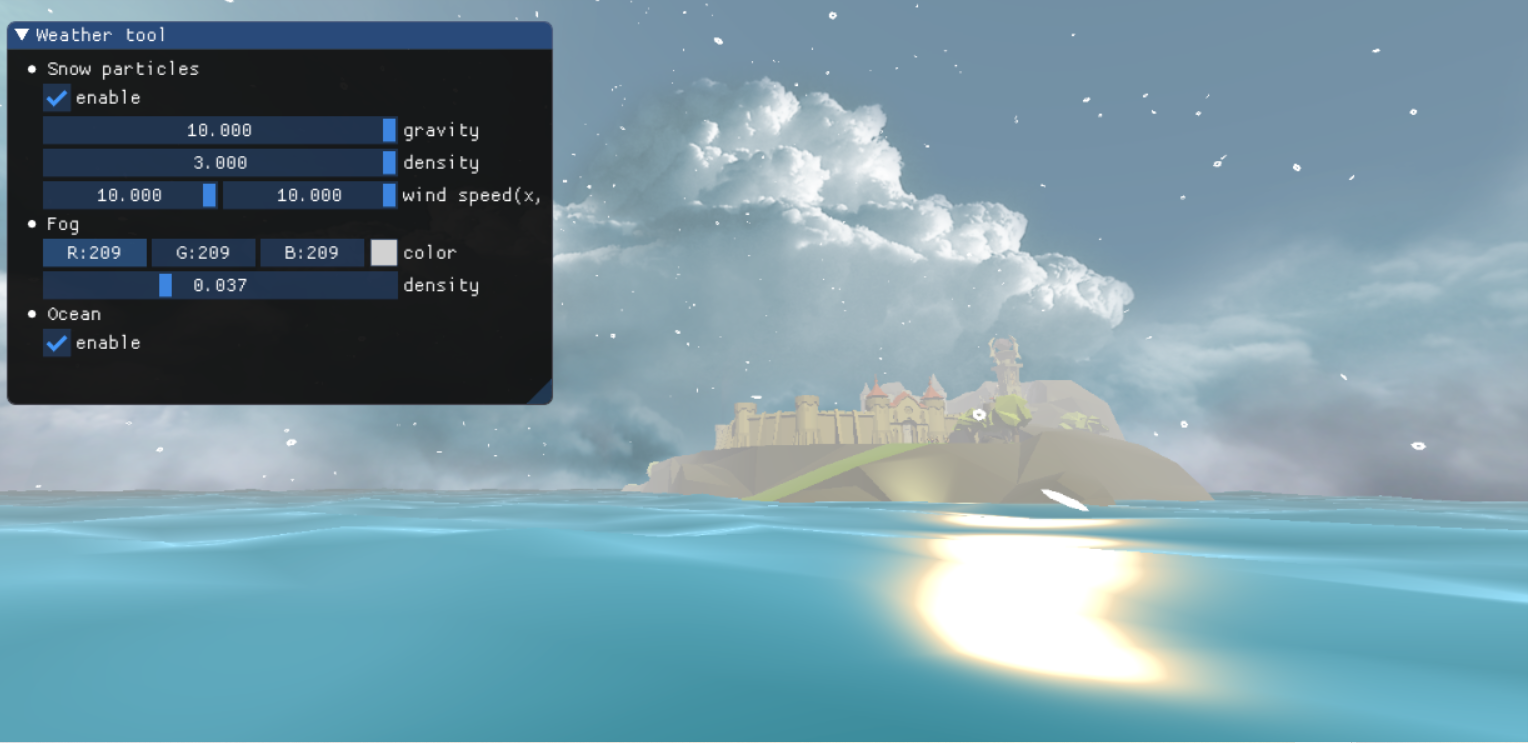 Weather tool
Snow particles
enable
10.000 gravity
3.000 density
10.000 10.000 wind speed(x,
Fog
R:209 G:209 B:209 color
0.037 density
Ocean
enable